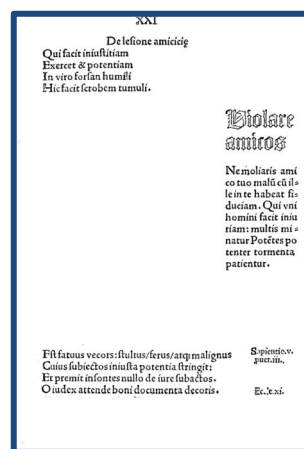 XXI
De lesione amicicię
Qui facit iniustitiam
Exercet & potentiam
In viro forsan humili
Hic facit scrobem tumuli.
Violare
amicos
Ne moliaris ami
co tuo malū cū il⸗
le in te habeat fi⸗
duciam. Qui vni
homini facit iniu
riam: multis mi⸗
natur Potētes po
tenter tormenta
patientur.
Est fatuus vecors: stultus/ferus/atq; malignus
Sapientie.v.
puer.iii.
Cuius subiectos iniusta potentia stringit:
Et premit insontes nullo de iure subactos.
O iudex attende boni documenta decoris.
Ec.c.xi.